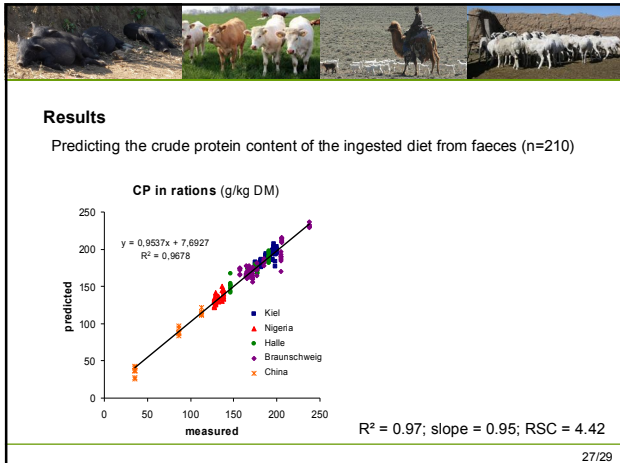 Results
Predicting the crude protein content of the ingested diet from faeces (n=210)
CP in rations (g/kg DM)
y = 0,9537x + 7,6927
R² = 0,9678
250
200
150
100
50
0
predicted
Kiel
Nigeria
Halle
Braunschweig
China
0 50 100 150 200 250
measured
R² = 0.97; slope = 0.95; RSC = 4.42
27/29